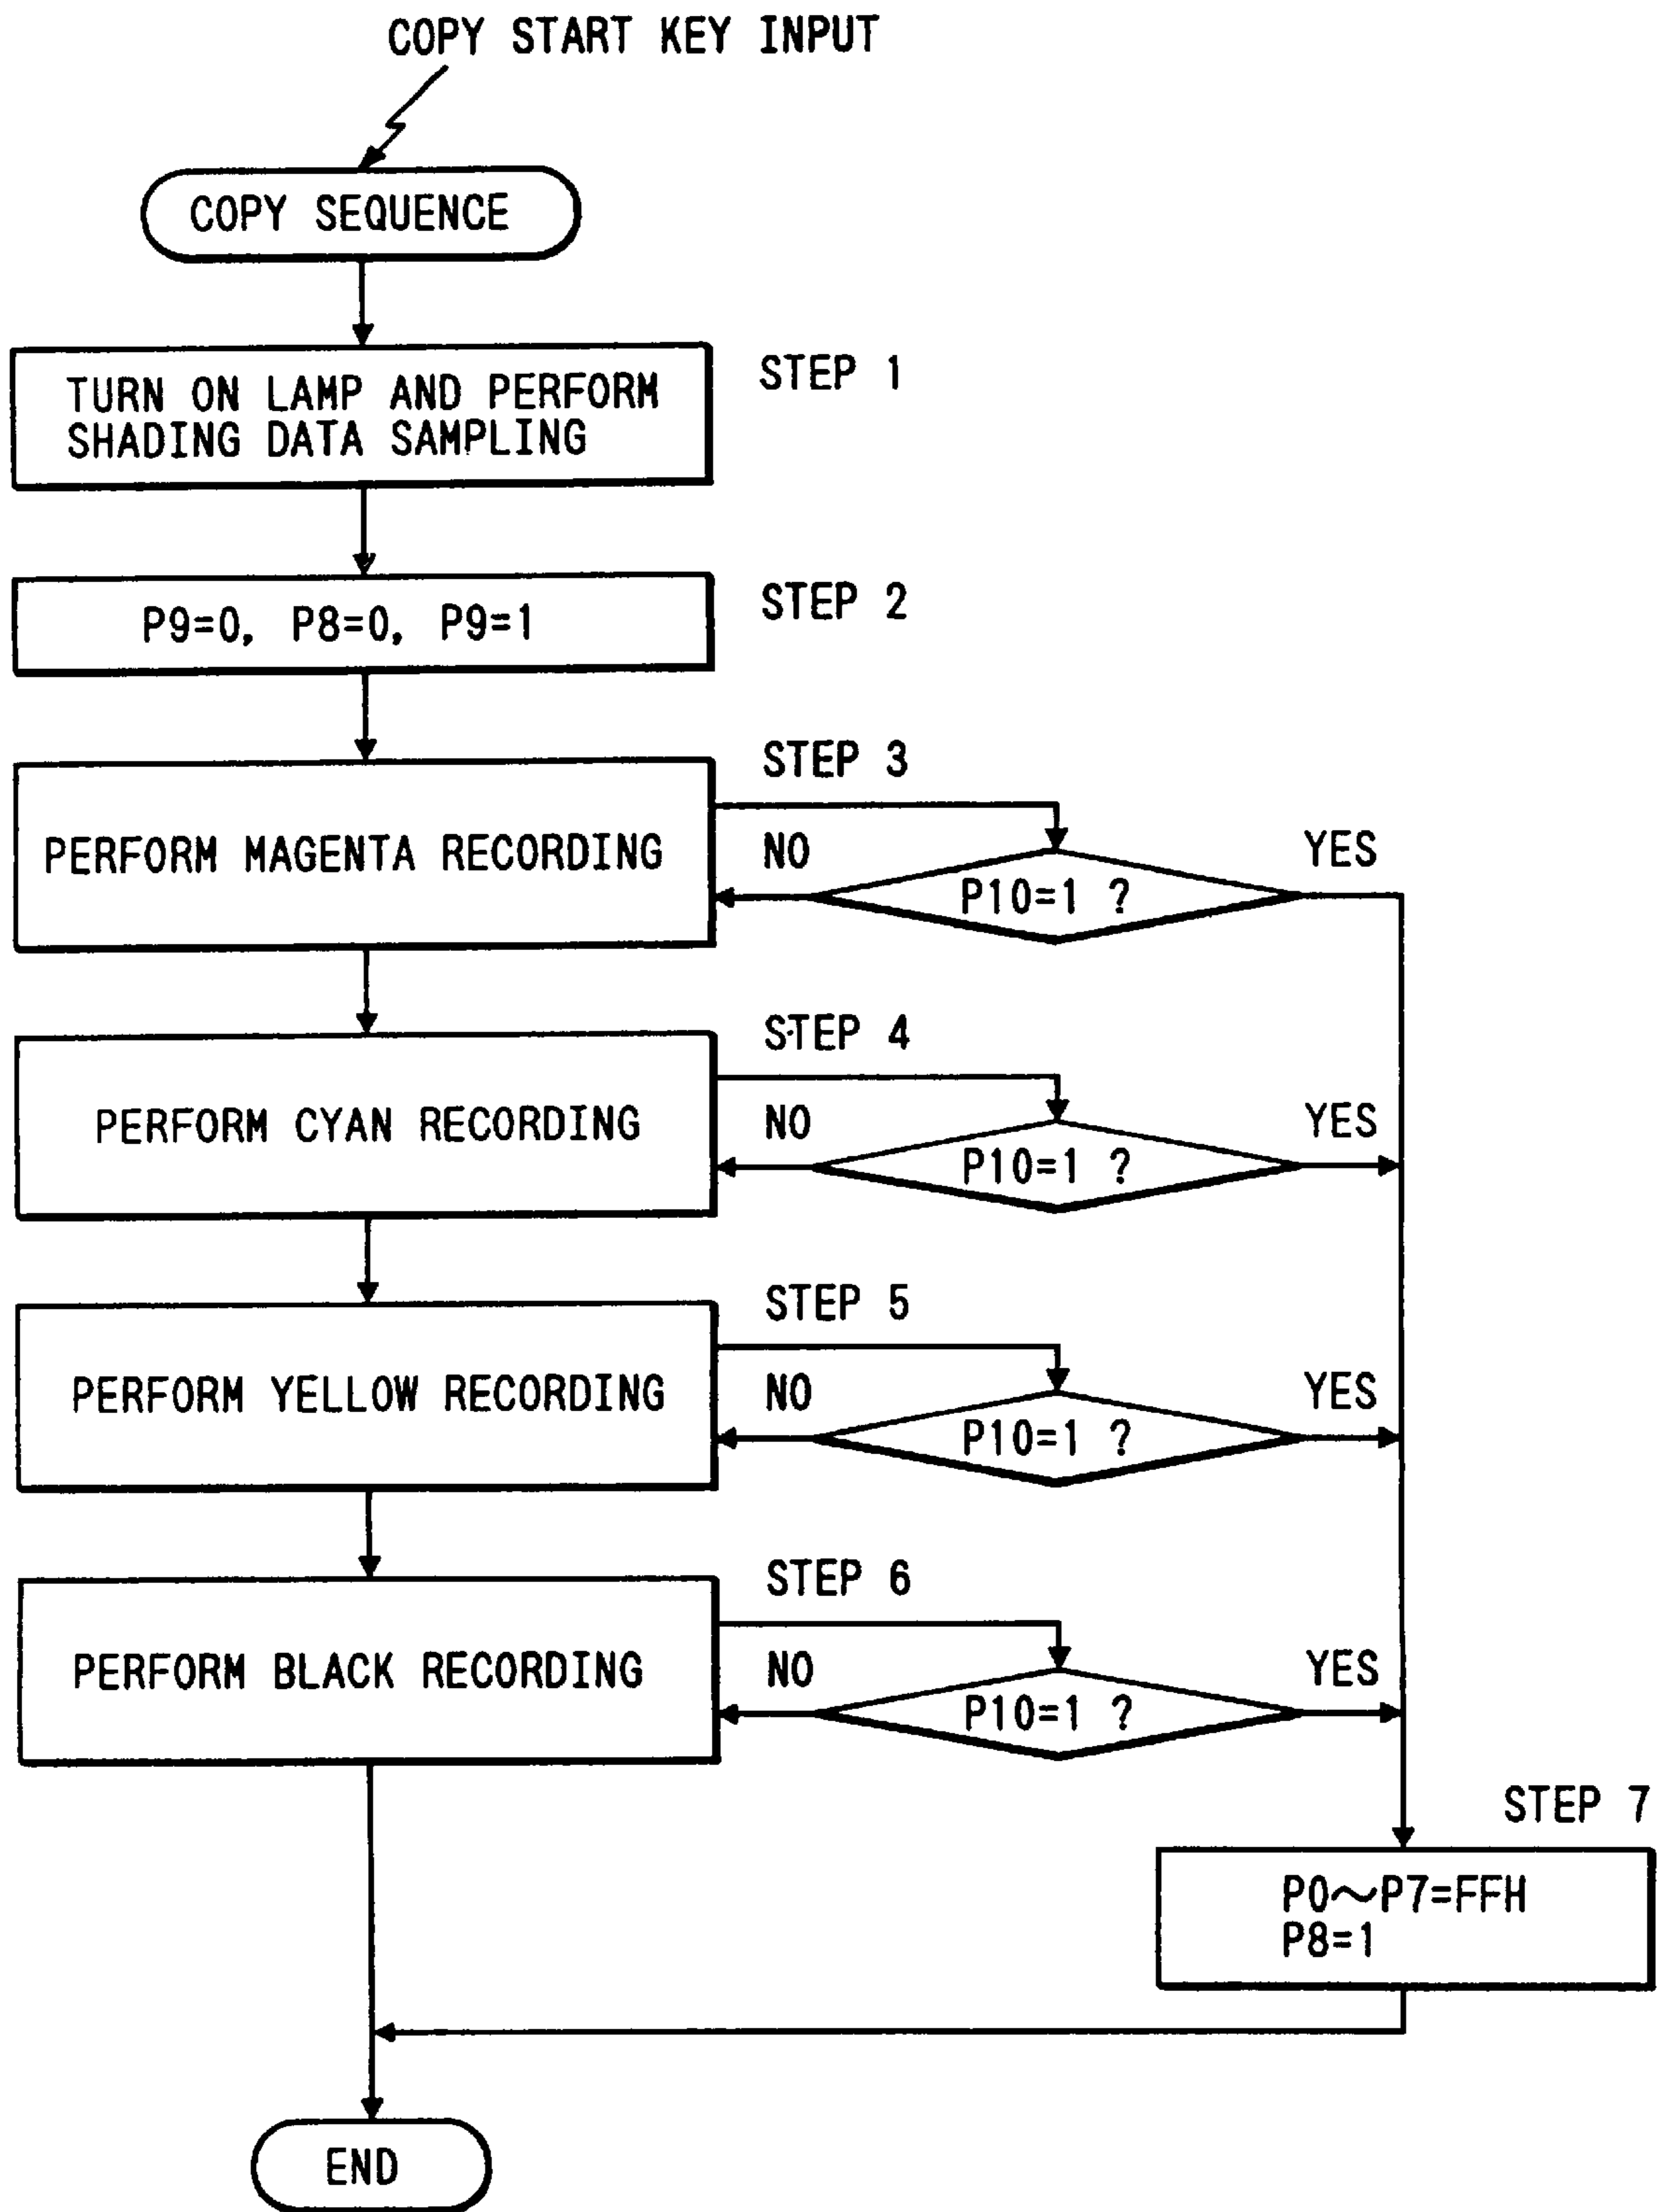 COPY START KEY INPUT
COPY SEQUENCE
STEP 1
TURN ON LAMP AND PERFORM
SHADING DATA SAMPLING
STEP 2
P9=0, P8=0, P9=1
STEP 3
PERFORM MAGENTA RECORDING
NO
YES
P10=1 ?
STEP 4
PERFORM CYAN RECORDING
NO
YES
P10=1 ?
STEP 5
PERFORM YELLOW RECORDING
NO
YES
P10=1 ?
STEP 6
PERFORM BLACK RECORDING
NO
YES
P10=1 ?
STEP 7
P0~P7=FFH
P8=1
END